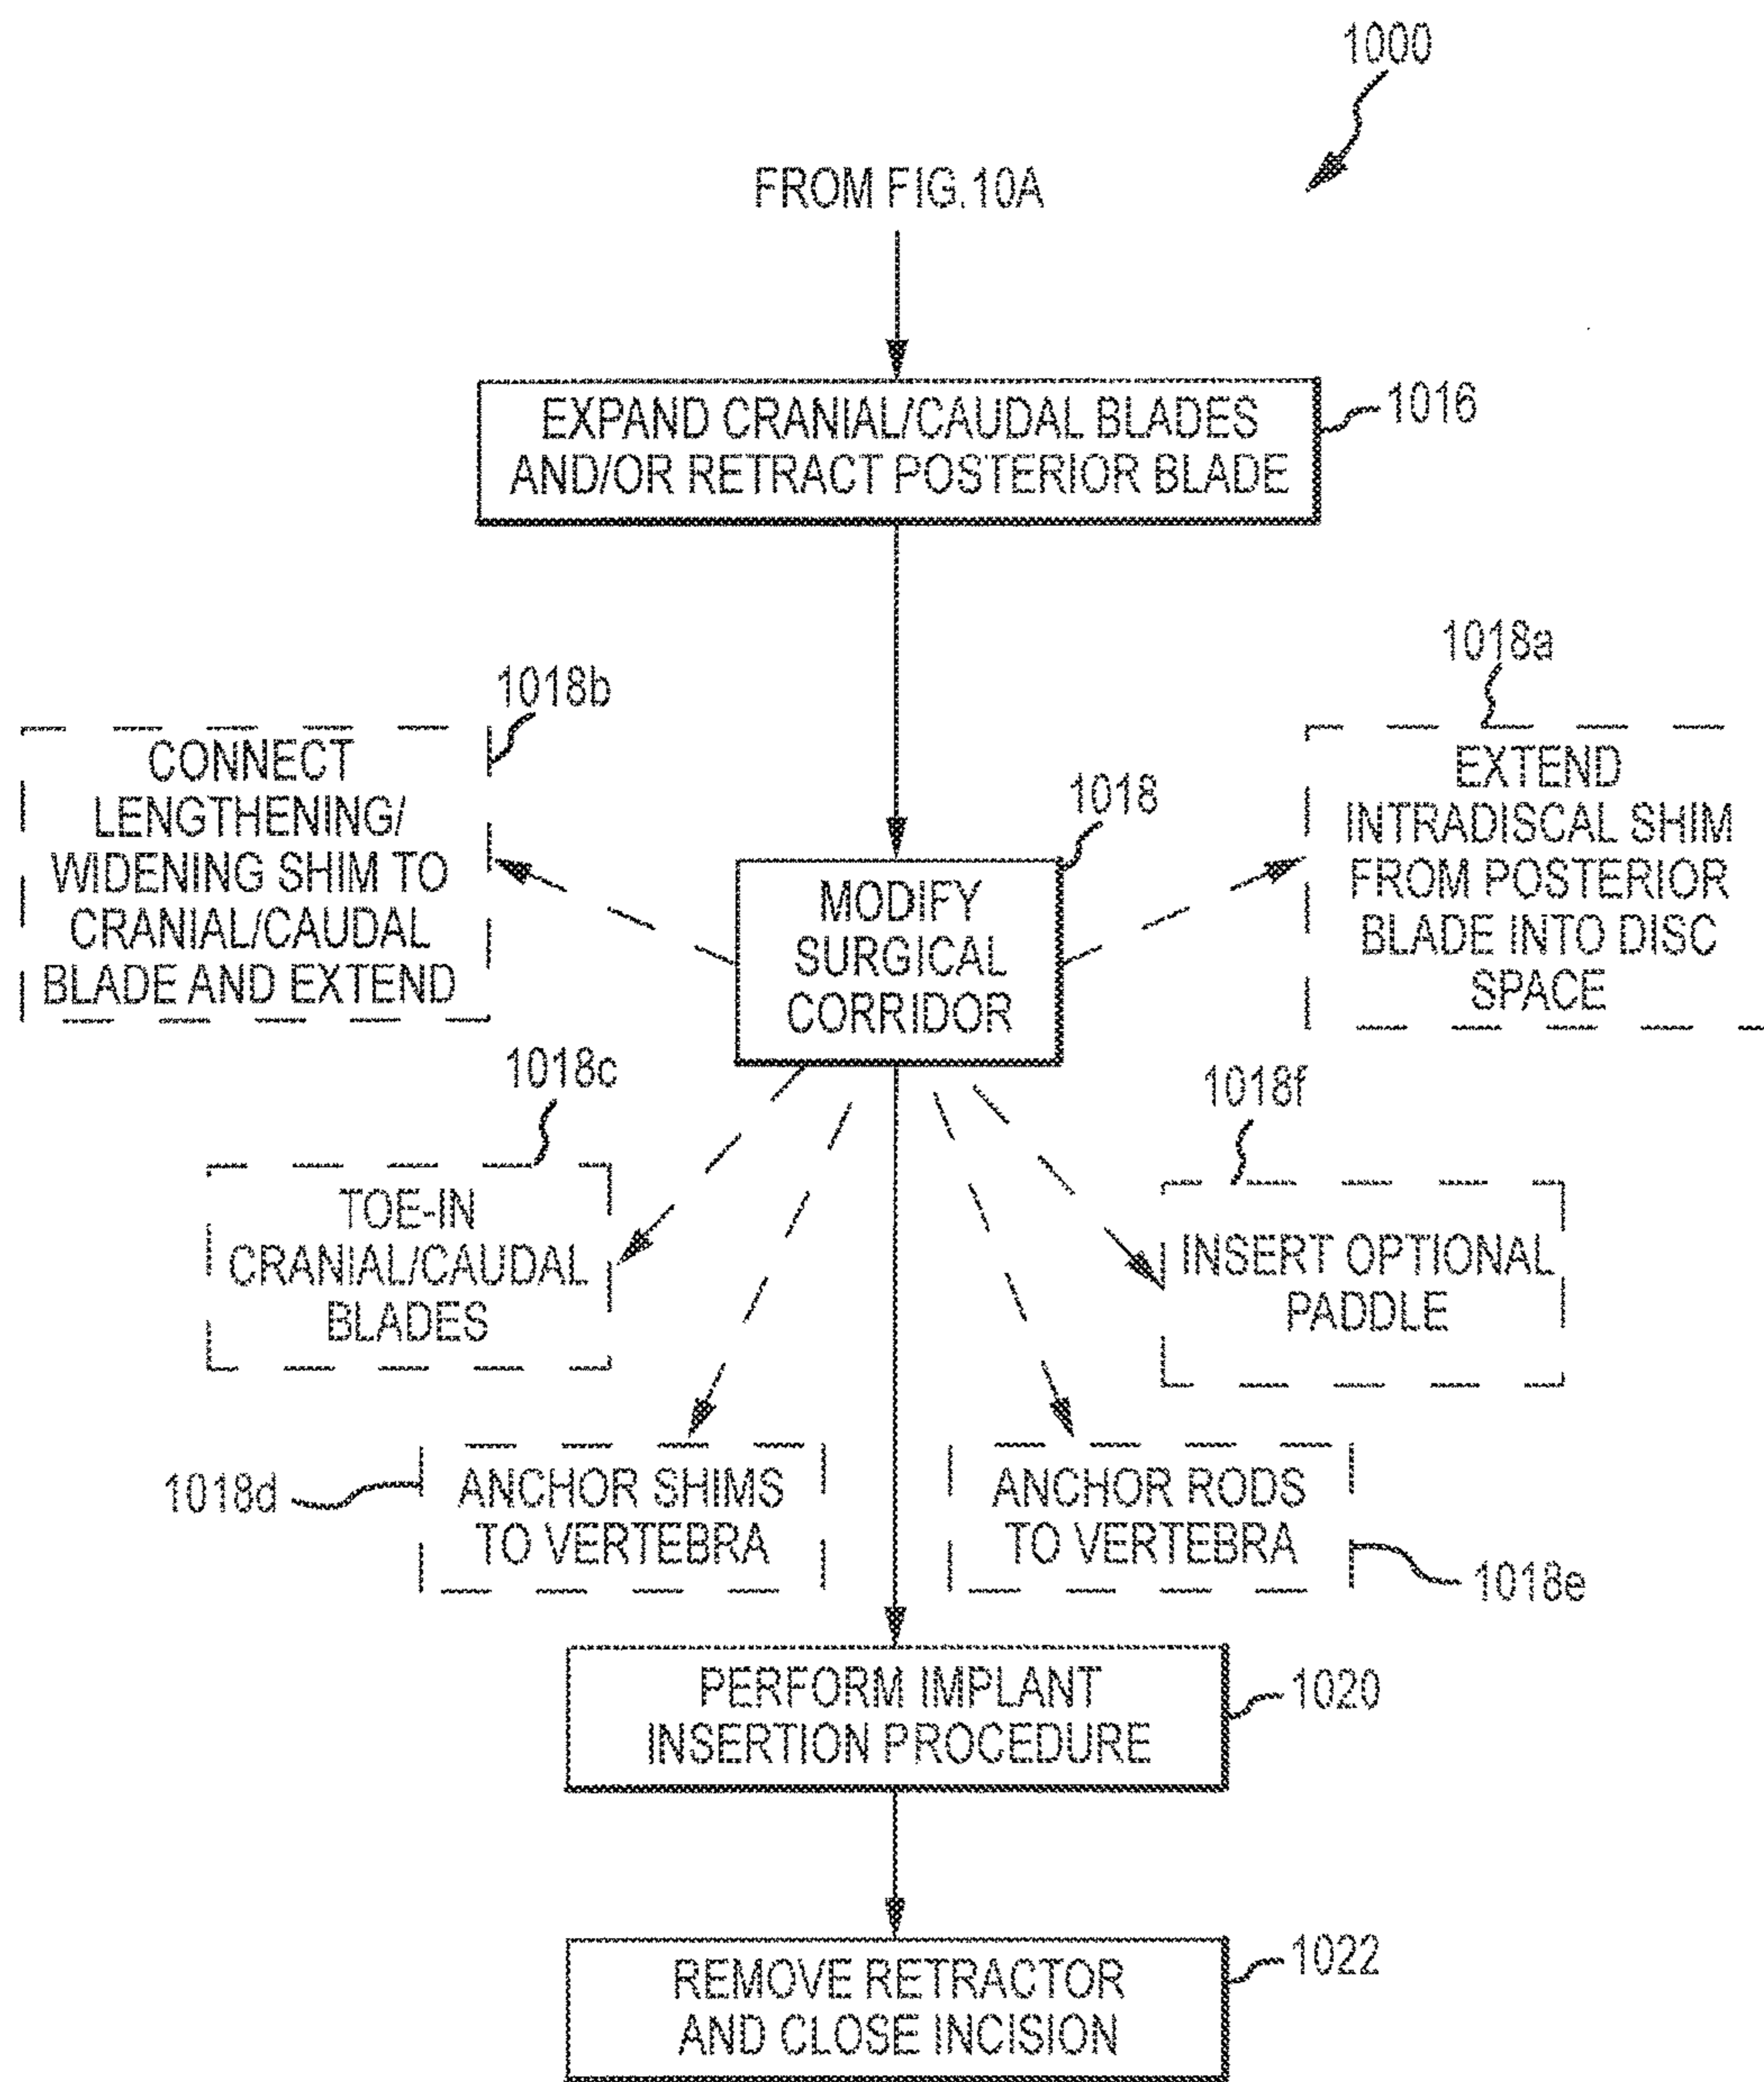 1000
FROM FIG. 10A
EXPAND CRANIAL/CAUDAL BLADES
AND/OR RETRACT POSTERIOR BLADE
1016
1018b
CONNECT
LENGTHENING/
WIDENING SHIM TO
CRANIAL/CAUDAL
BLADE AND EXTEND
1018
MODIFY
SURGICAL
CORRIDOR
1018a
EXTEND
INTRADISCAL SHIM
FROM POSTERIOR
BLADE INTO DISC
SPACE
1018c
TOE-IN
CRANIAL/CAUDAL
BLADES
1018f
INSERT OPTIONAL
PADDLE
1018d
ANCHOR SHIMS
TO VERTEBRA
ANCHOR RODS
TO VERTEBRA
1018e
PERFORM IMPLANT
INSERTION PROCEDURE
1020
REMOVE RETRACTOR
AND CLOSE INCISION
1022